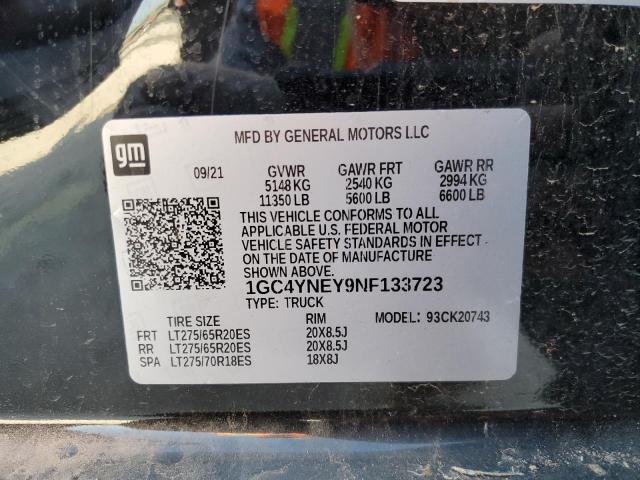 MFD BY GENERAL MOTORS LLC
gm
09/21 GVWR GAWR FRT GAWR RR
5148 KG 2540 KG 2994 KG
11350 LB 5600 LB 6600 LB
THIS VEHICLE CONFORMS TO ALL
APPLICABLE U.S. FEDERAL MOTOR
VEHICLE SAFETY STANDARDS IN EFFECT
ON THE DATE OF MANUFACTURE
SHOWN ABOVE.
1GC4YNEY9NF133723
TYPE: TRUCK
TIRE SIZE RIM MODEL: 93CK20743
FRT LT275/65R20ES 20X8.5J
RR LT275/65R20ES 20X8.5J
SPA LT275/70R18ES 18X8J